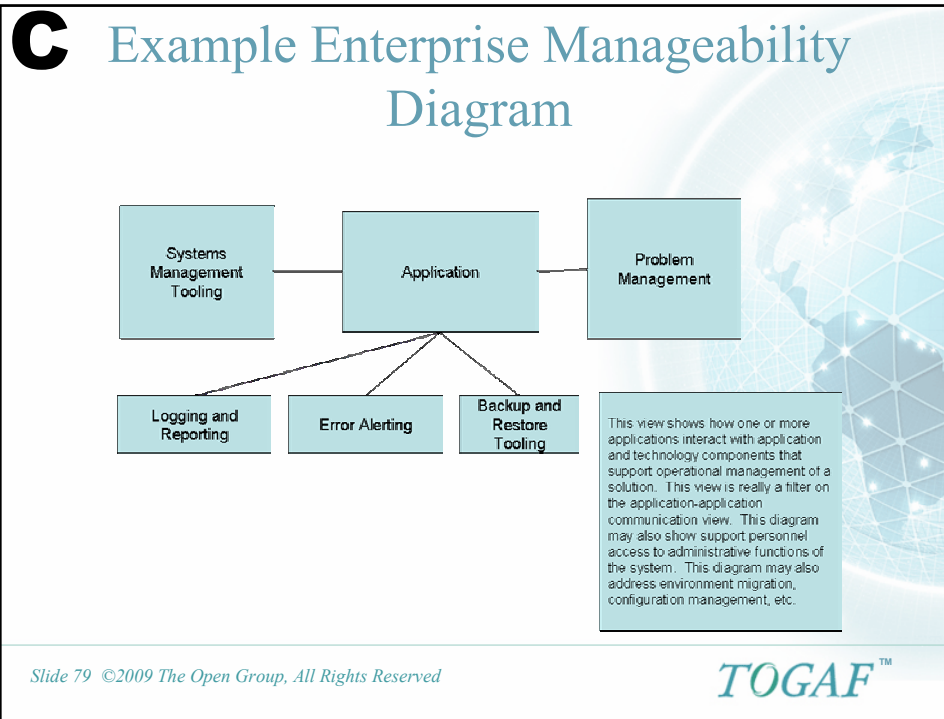 C
Example Enterprise Manageability
Diagram
Systems
Management
Tooling
Application
Problem
Management
Logging and
Reporting
Error Alerting
Backup and
Restore
Tooling
This view shows how one or more
applications interact with application
and technology components that
support operational management of a
solution. This view is really a filter on
the application-application
communication view. This diagram
may also show support personnel
access to administrative functions of
the system. This diagram may also
address environment migration,
configuration management, etc.
Slide 79 ©2009 The Open Group, All Rights Reserved
TOGAF ™